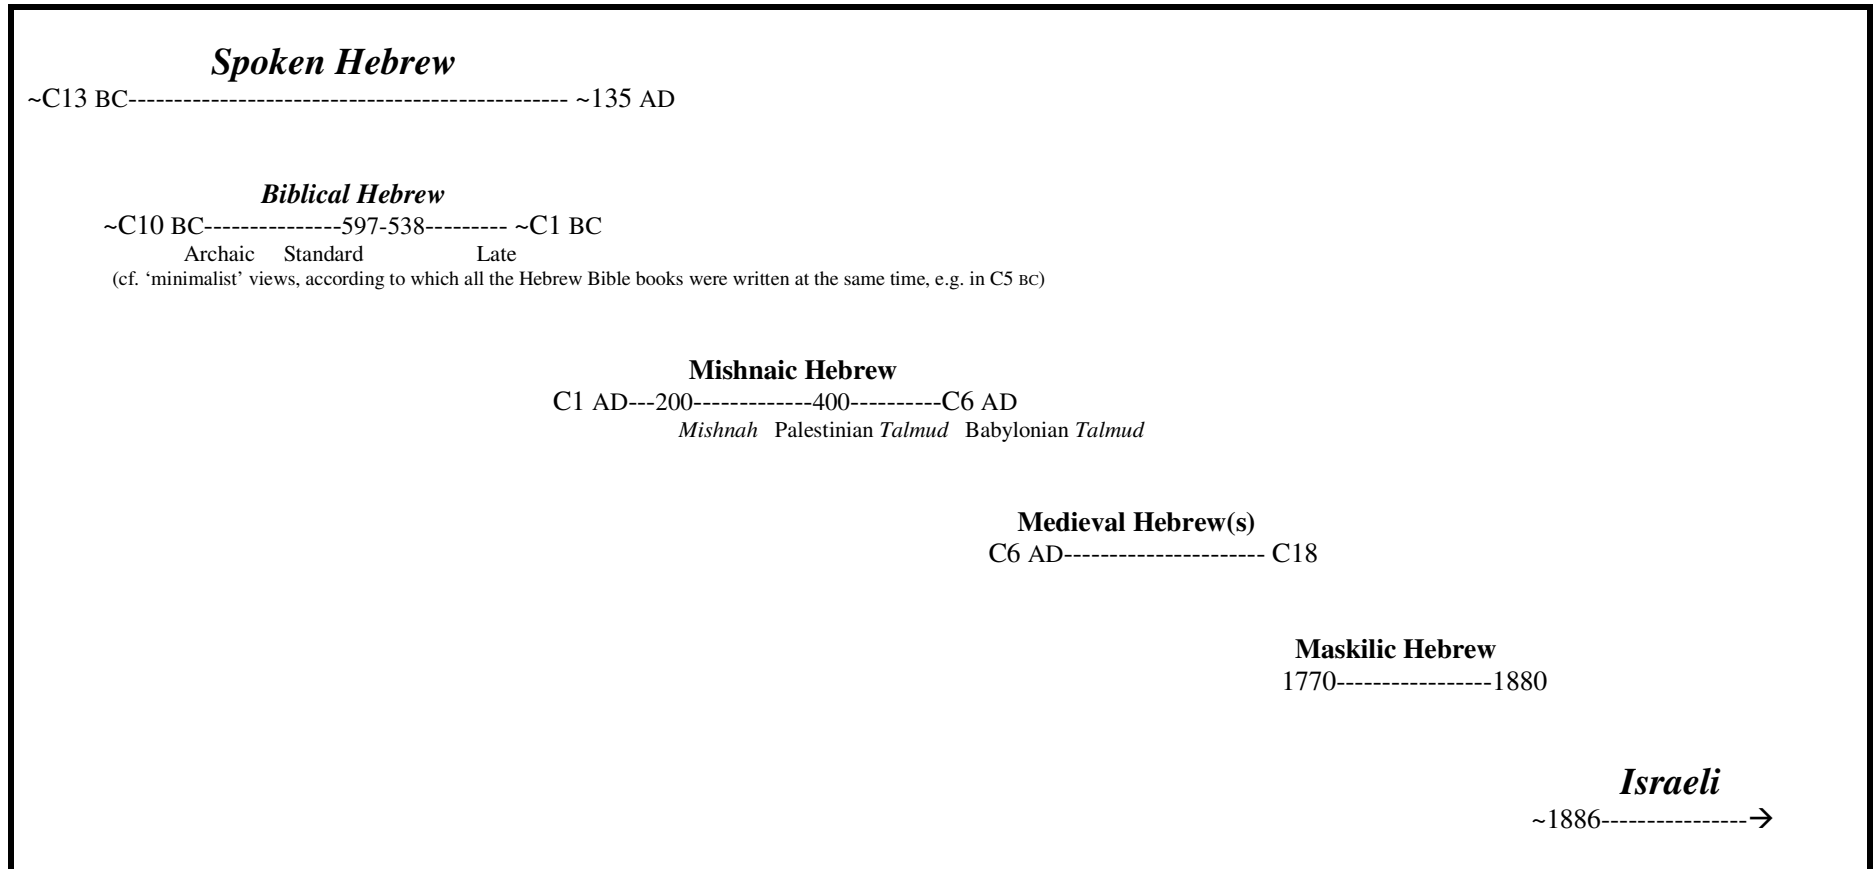 Spoken Hebrew
~C13 BC------------------------------------------------ ~135 AD
Biblical Hebrew
~C10 BC---------------597-538--------- ~C1 BC
Archaic Standard Late
(cf. ‘minimalist’ views, according to which all the Hebrew Bible books were written at the same time, e.g. in C5 BC)
Mishnaic Hebrew
C1 AD---200-------------400----------C6 AD
Mishnah Palestinian Talmud Babylonian Talmud
Medieval Hebrew(s)
C6 AD---------------------- C18
Maskilic Hebrew
1770-----------------1880
Israeli
~1886----------------→